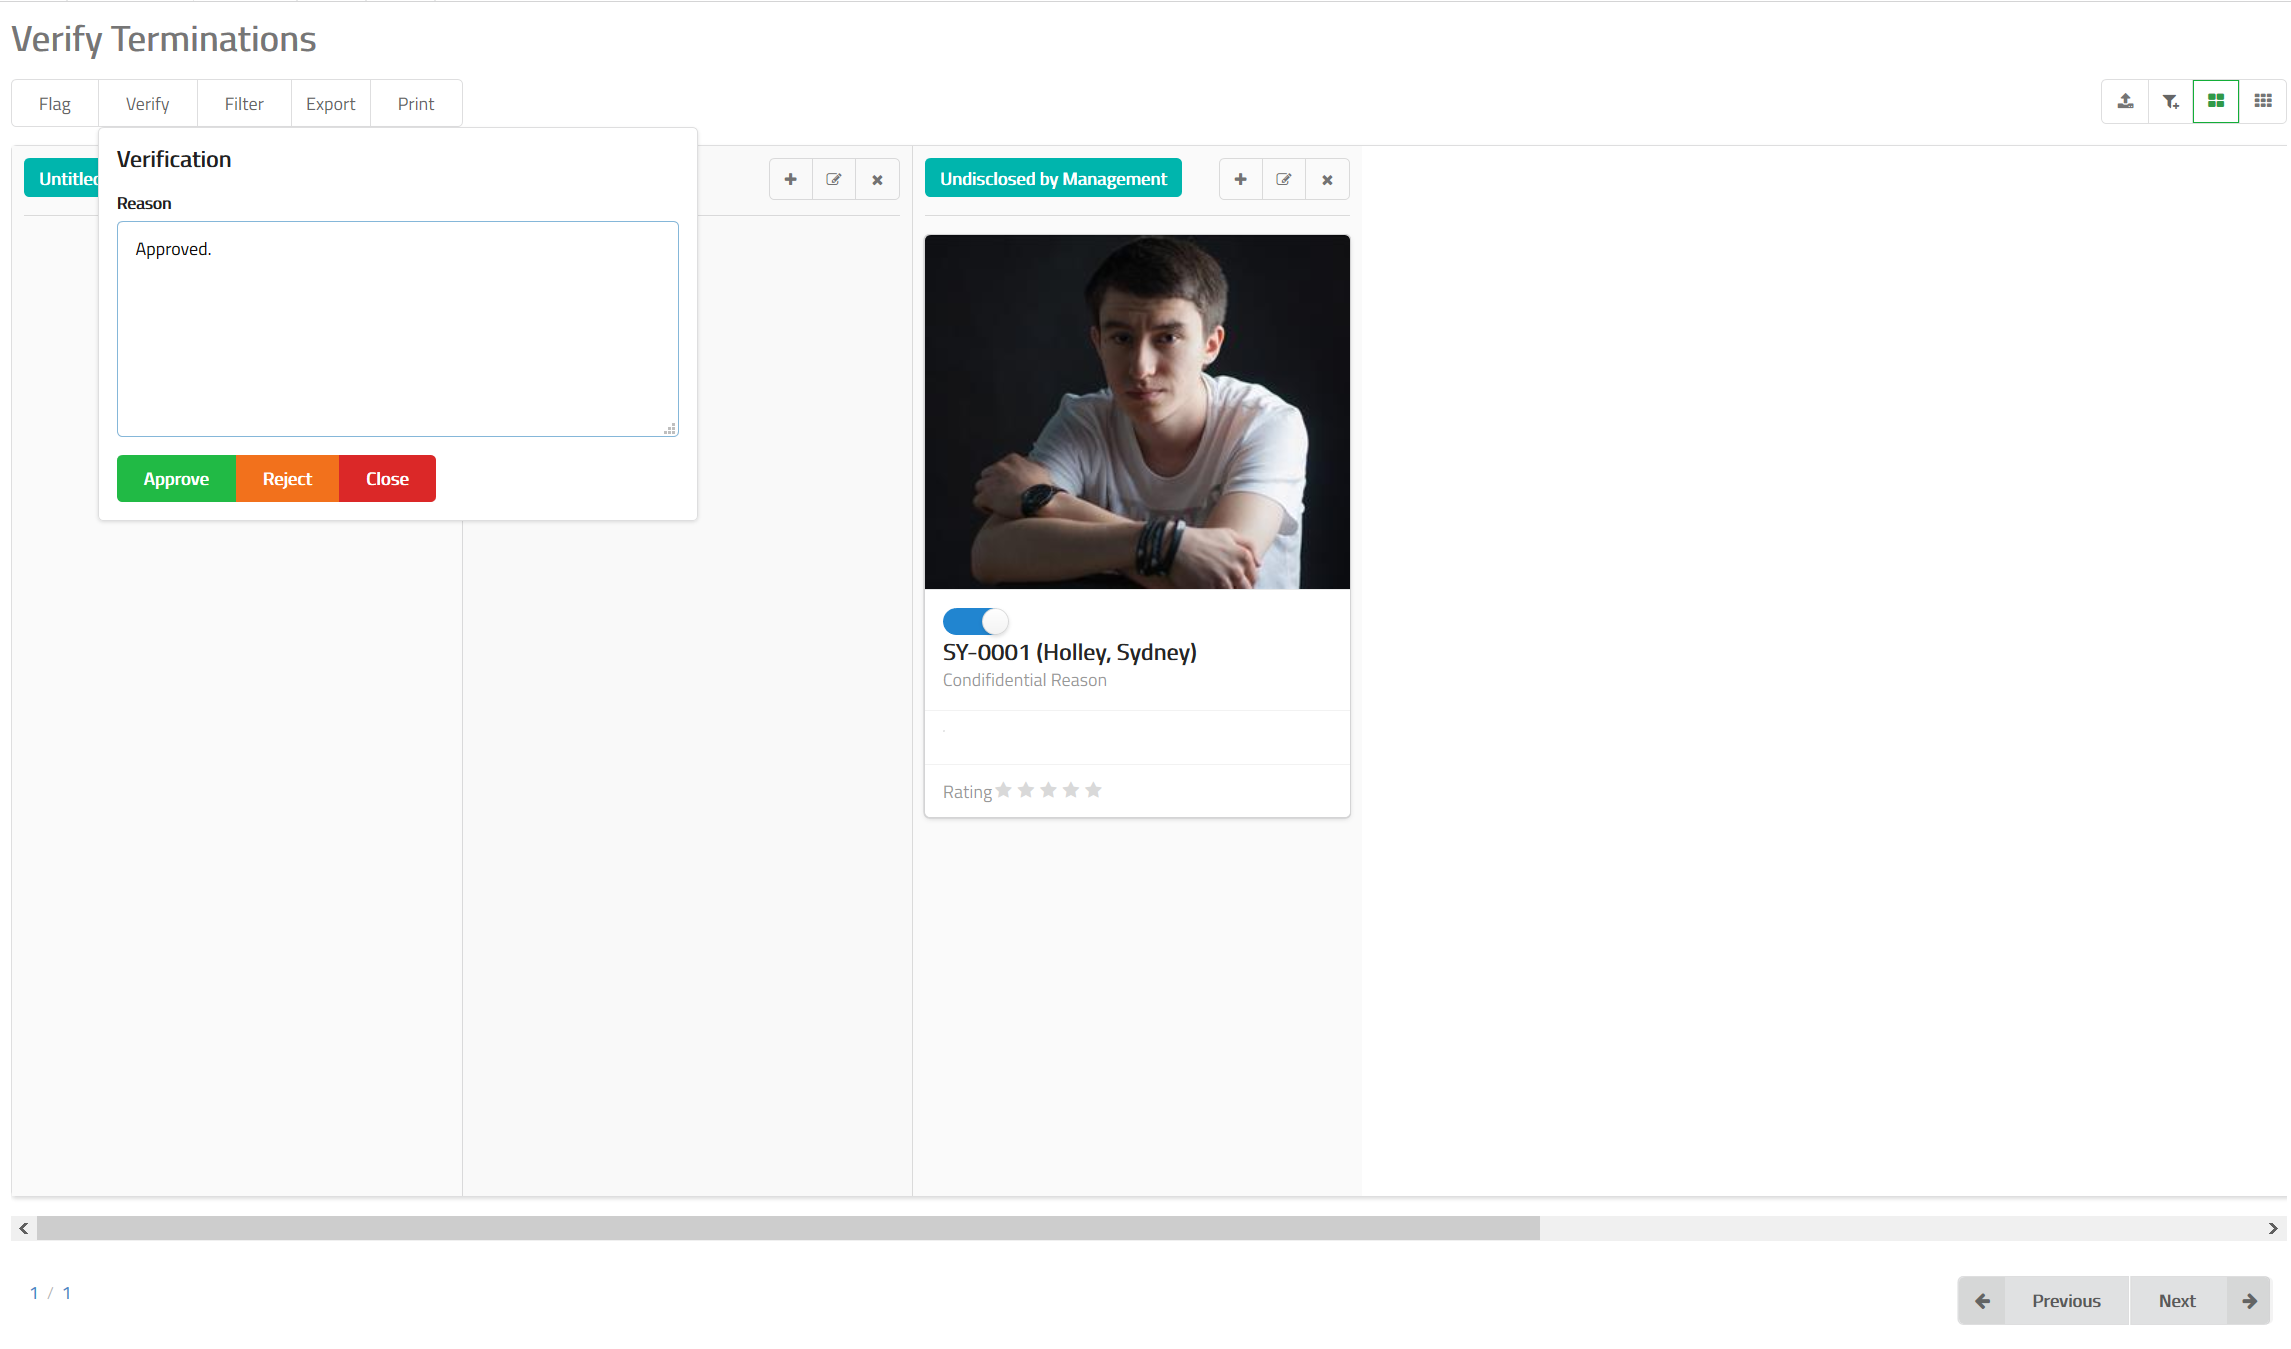 Verify Terminations
Flag Verify Filter Export Print
Verification
Reason
Approved.
Approve Reject Close
Untitled
Undisclosed by Management
SY-0001 (Holley, Sydney)
Condifidential Reason
.
Rating
1 / 1
Previous Next